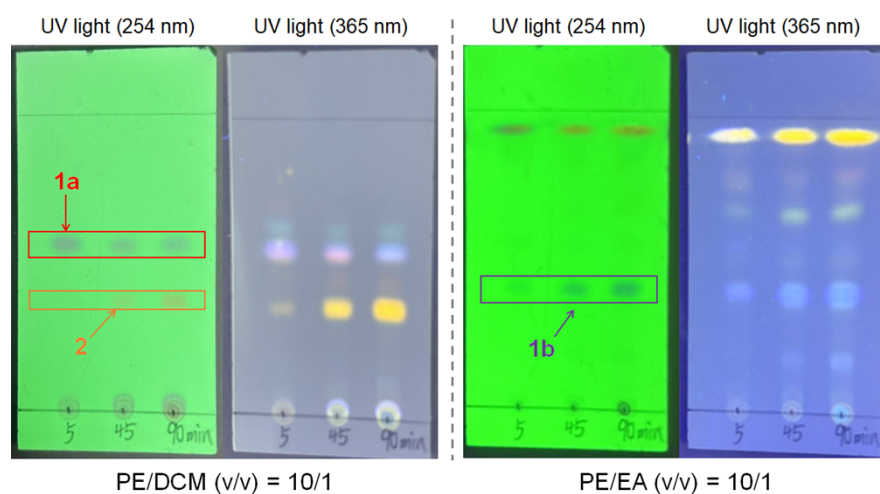 UV light (254 nm)
UV light (365 nm)
UV light (254 nm)
UV light (365 nm)
1a
2
1b
5 45 90min
5 45 90min
5 45 90min
5 45 90min
PE/DCM (v/v) = 10/1
PE/EA (v/v) = 10/1